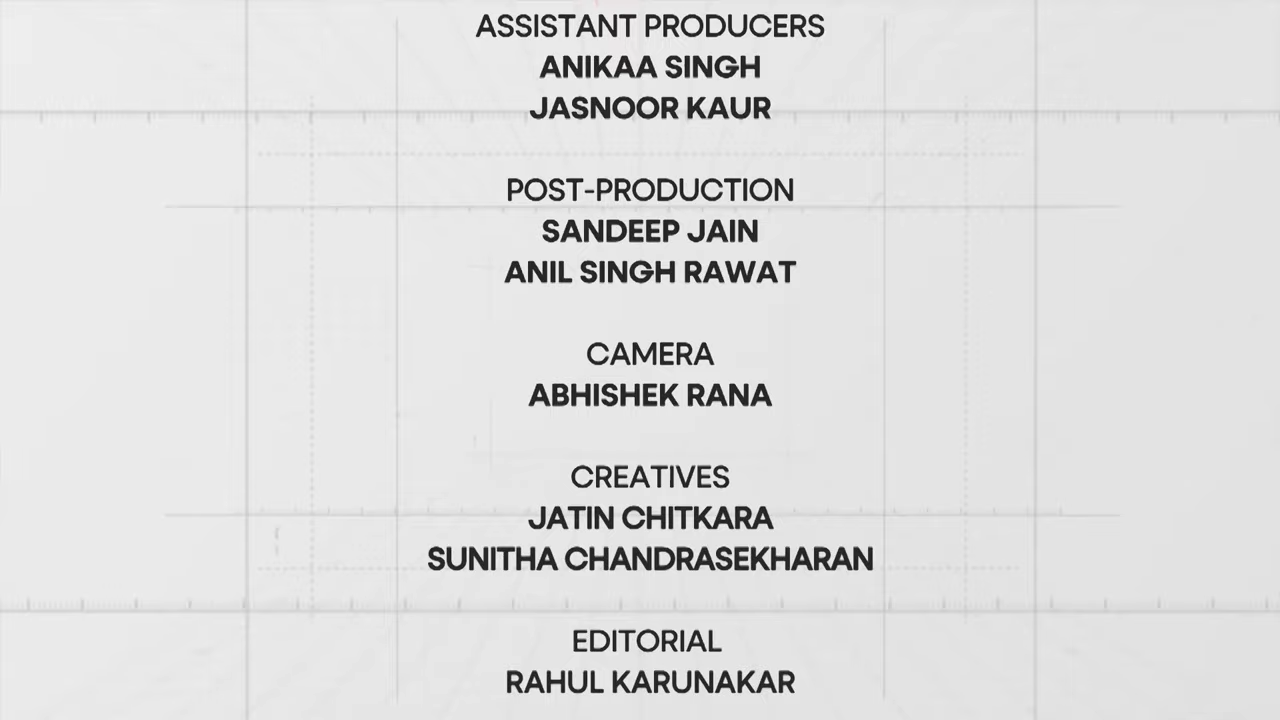 ASSISTANT PRODUCERS
ANIKAA SINGH
JASNOOR KAUR
POST-PRODUCTION
SANDEEP JAIN
ANIL SINGH RAWAT
CAMERA
ABHISHEK RANA
CREATIVES
JATIN CHITKARA
SUNITHA CHANDRASEKHARAN
EDITORIAL
RAHUL KARUNAKAR